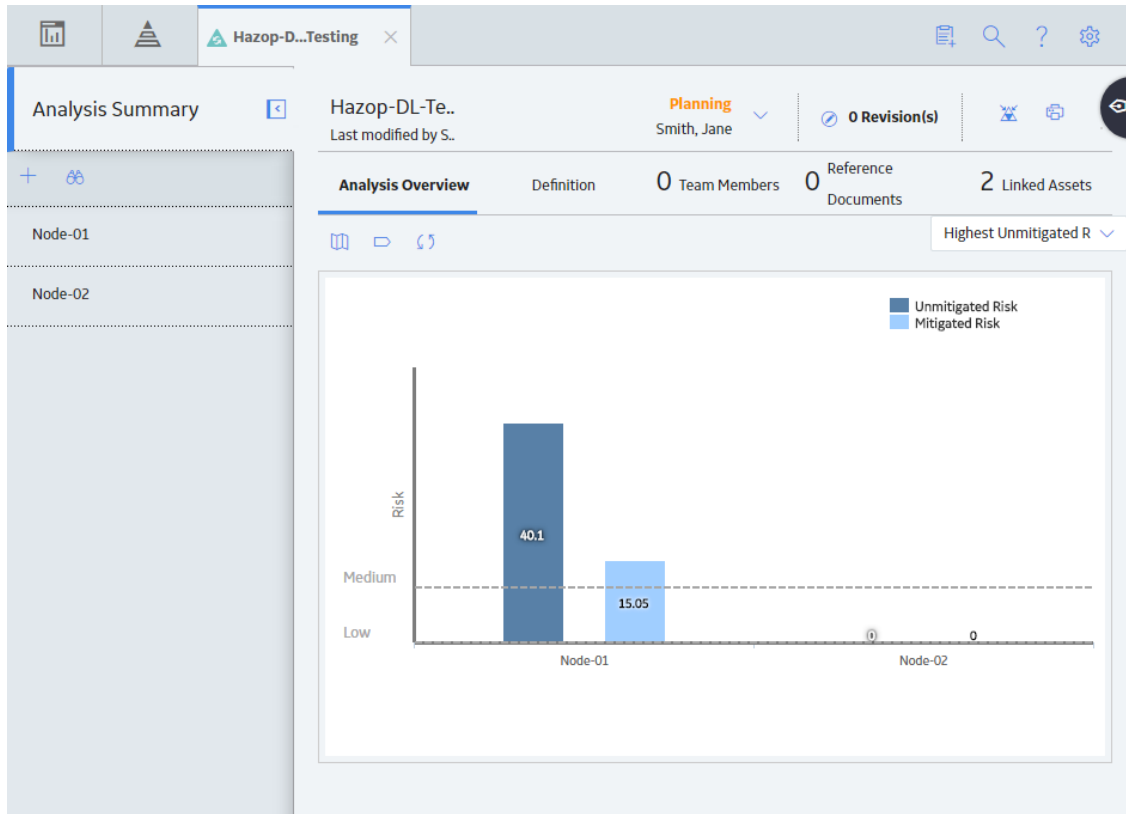 Hazop-D...Testing
?
Analysis Summary
Hazop-DL-Te..
Last modified by S..
Planning
Smith, Jane
0 Revision(s)
Analysis Overview
Definition
0 Team Members
0 Reference
Documents
2 Linked Assets
Node-01
Node-02
Highest Unmitigated R
Unmitigated Risk
Mitigated Risk
Risk
Medium
Low
40.1
15.05
0
0
Node-01
Node-02